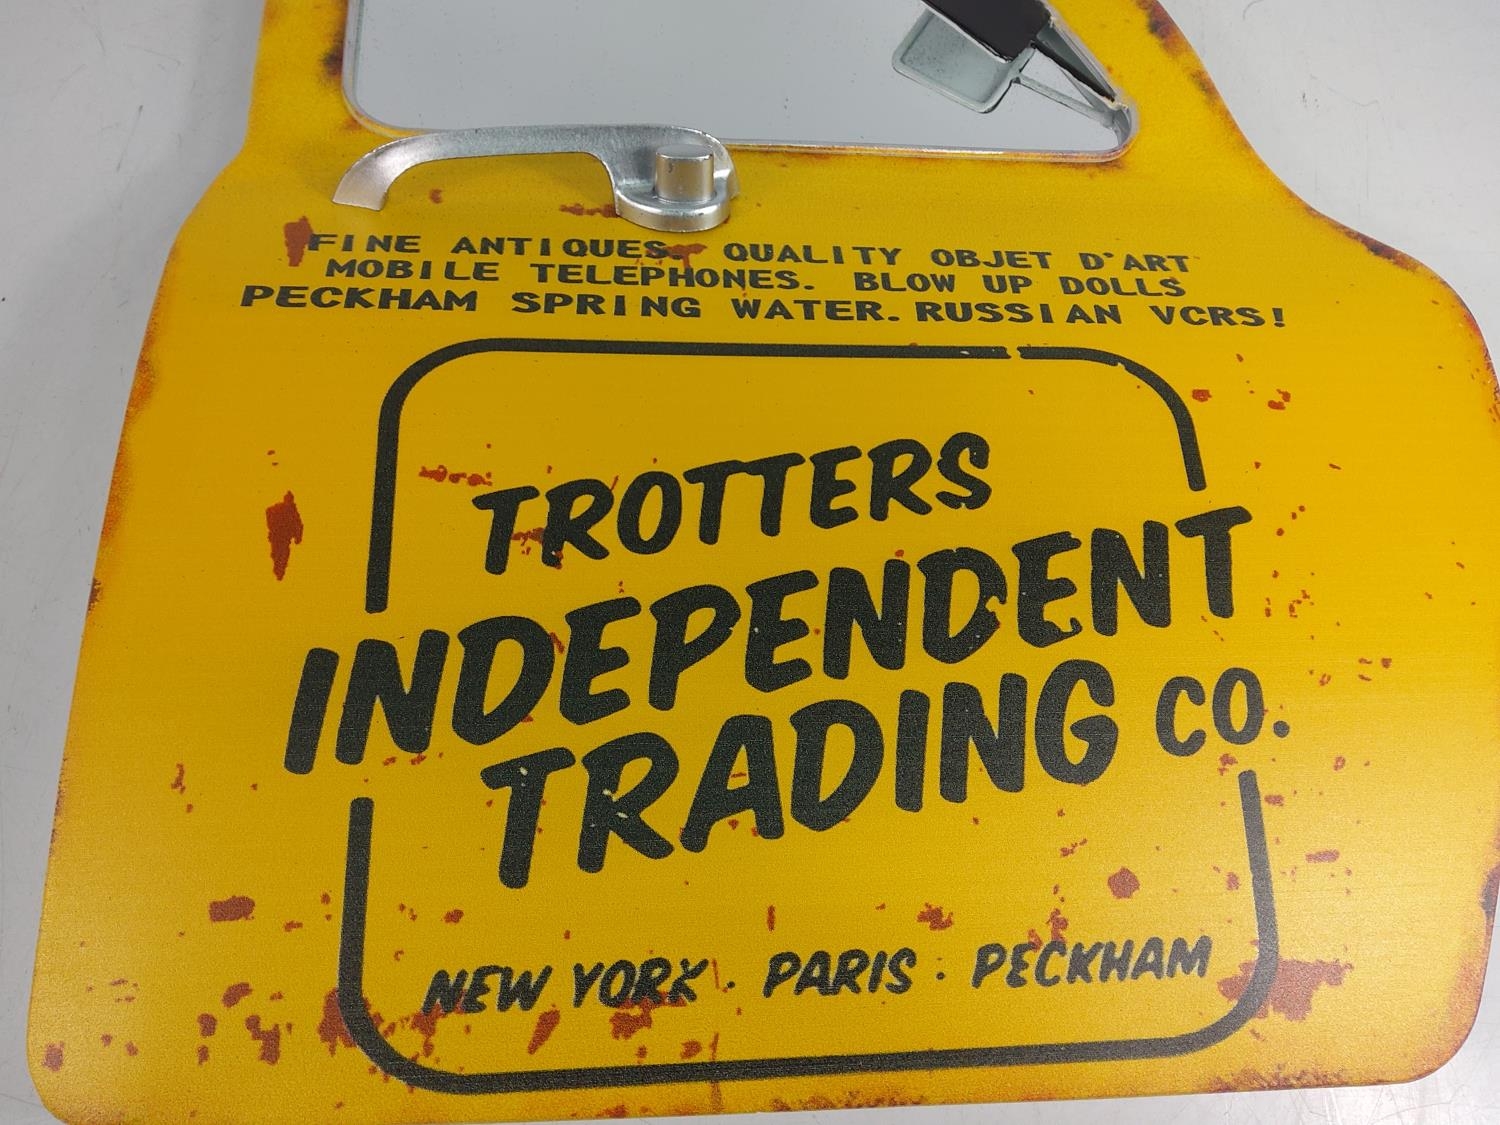 FINE ANTIQUES. QUALITY OBJET D'ART
MOBILE TELEPHONES. BLOW UP DOLLS
PECKHAM SPRING WATER. RUSSIAN VCRS!
TROTTERS
INDEPENDENT
TRADING CO.
NEW YORK · PARIS · PECKHAM